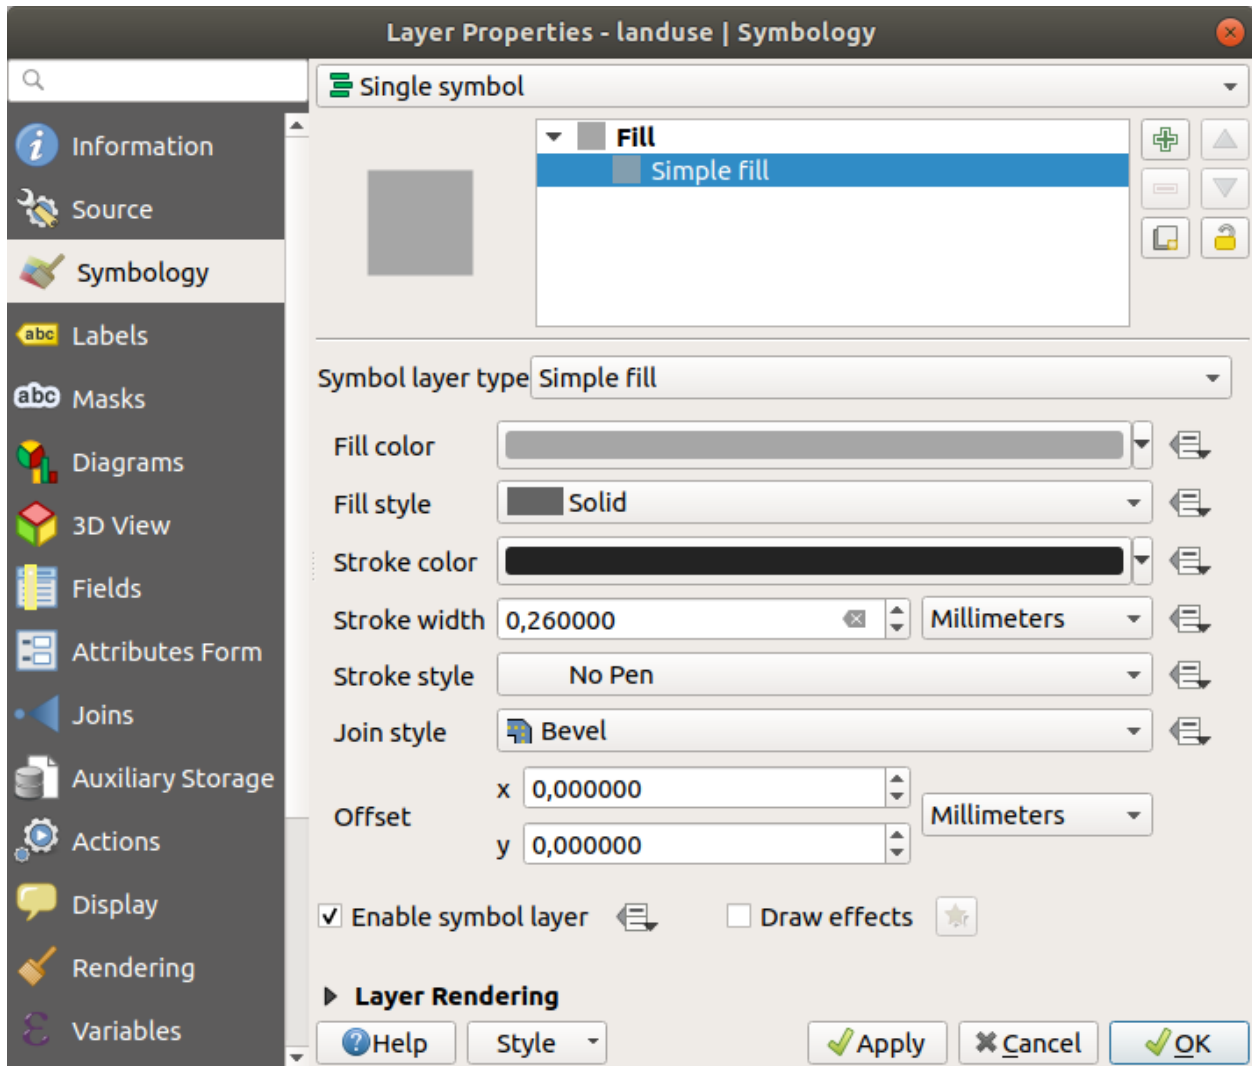 Layer Properties - landuse | Symbology
Single symbol
Information
Source
Symbology
Labels
Masks
Diagrams
3D View
Fields
Attributes Form
Joins
Auxiliary Storage
Actions
Display
Rendering
Variables
Fill
Simple fill
Symbol layer type Simple fill
Fill color
Fill style Solid
Stroke color
Stroke width 0,260000 Millimeters
Stroke style No Pen
Join style Bevel
Offset x 0,000000 Millimeters
y 0,000000
Enable symbol layer Draw effects
Layer Rendering
Help Style Apply Cancel OK
abc
abc